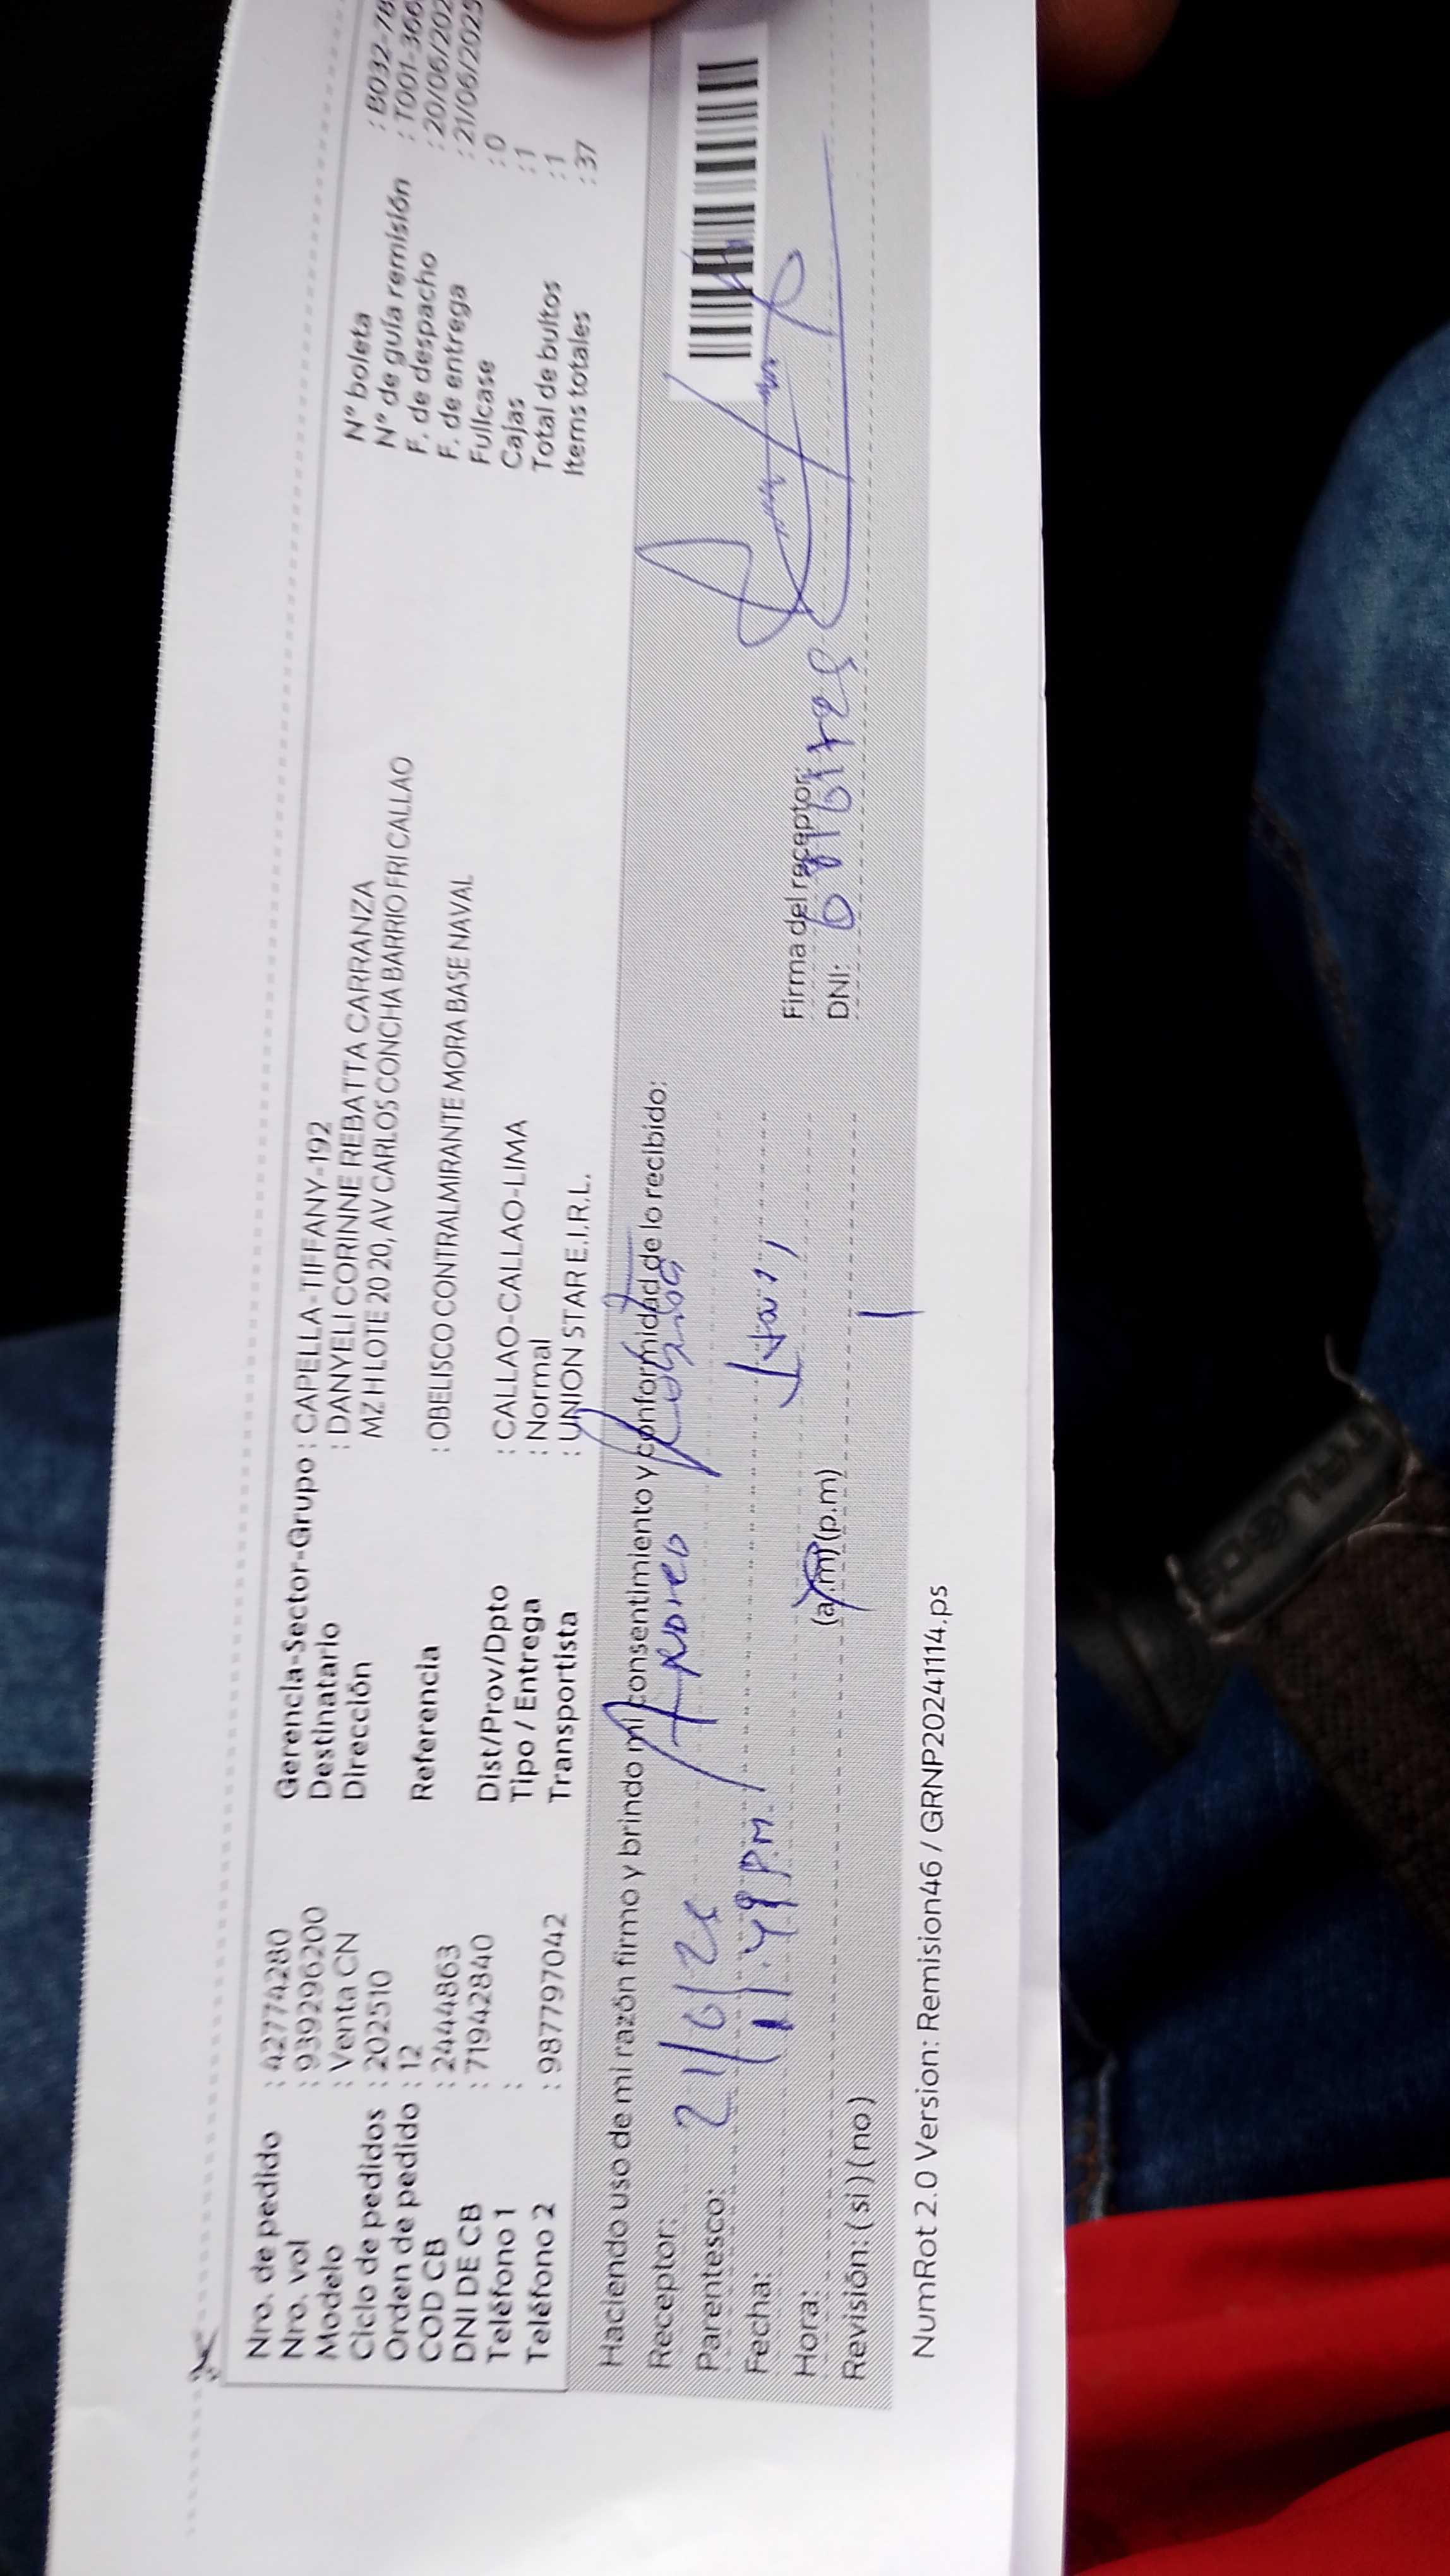 Nro. de pedido : 42774280
Nro. vol : 939296200
Modelo : Venta CN
Ciclo de pedidos : 202510
Orden de pedido : 12
COD CB : 2444863
DNI DE CB : 71942840
Teléfono 1 :
Teléfono 2 : 987797042
Gerencia-Sector-Grupo : CAPELLA-TIFFANY-192
Destinatario : DANYELI CORINNE REBATTA CARRANZA
Dirección MZ H LOTE 20 20, AV CARLOS CONCHA BARRIO FRI CALLAO
Referencia : OBELISCO CONTRALMIRANTE MORA BASE NAVAL
Dist/Prov/Dpto : CALLAO-CALLAO-LIMA
Tipo / Entrega : Normal
Transportista : UNION STAR E.I.R.L.
N° boleta : B032-78
N° de guía remisión : T001-366
F. de despacho : 20/06/202
F. de entrega : 21/06/2025
Fullcase : 0
Cajas : 1
Total de bultos : 1
Items totales : 37
Haciendo uso de mi razón firmo y brindo mi consentimiento y conformidad de lo recibido:
Receptor:
Parentesco: 21/6/25
Fecha: 1:49 P.M.
Hora: (a.m) (p.m)
Revisión: ( si ) ( no )
Firma del receptor:
DNI:
NumRot 2.0 Version: Remision46 / GRNP20241114.ps